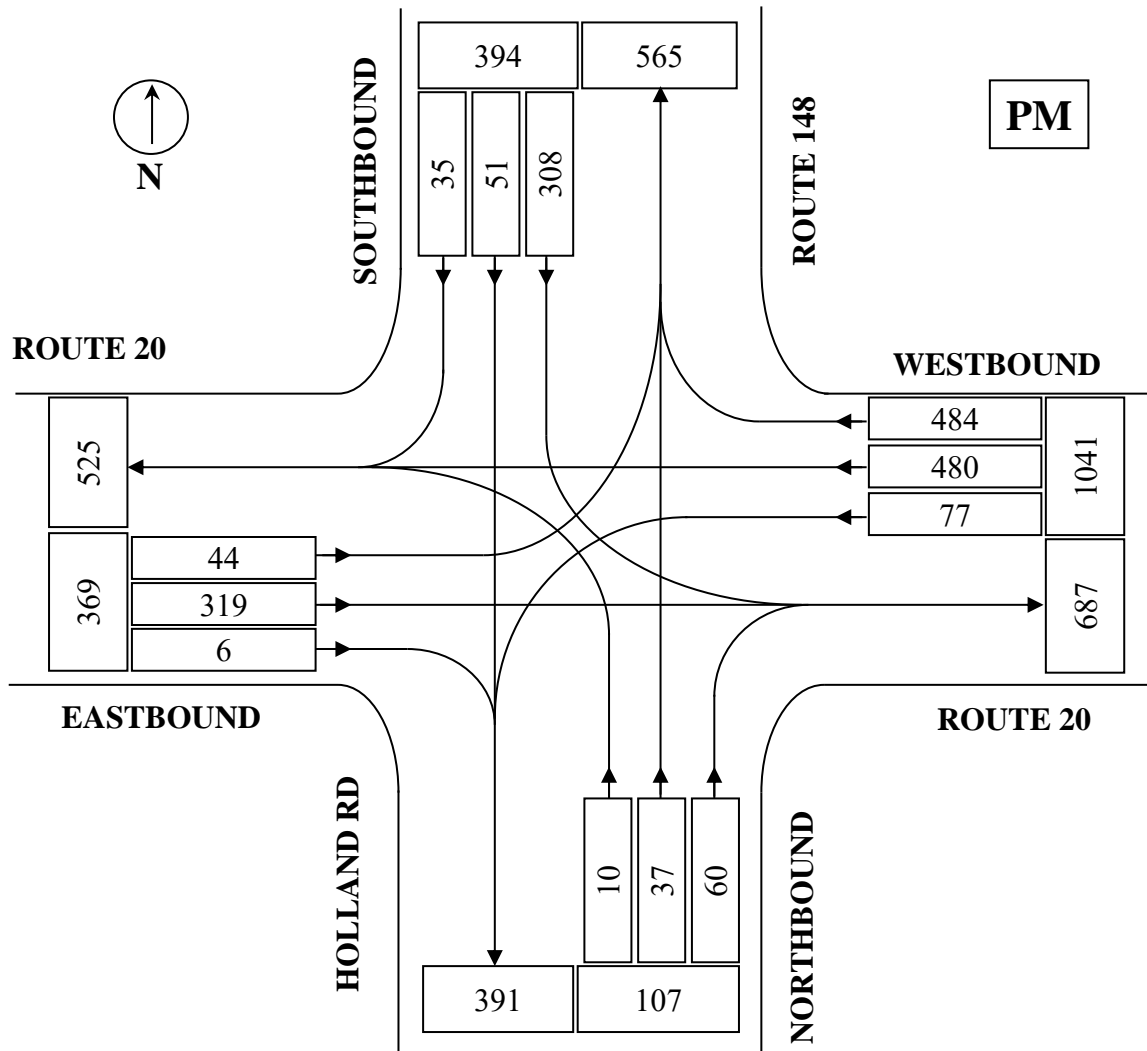 394 565
PM
SOUTHBOUND
ROUTE 148
N
35 51 308
ROUTE 20
WESTBOUND
525
484
480
77
1041
369
44
319
6
687
EASTBOUND
ROUTE 20
HOLLAND RD
10 37 60
NORTHBOUND
391 107